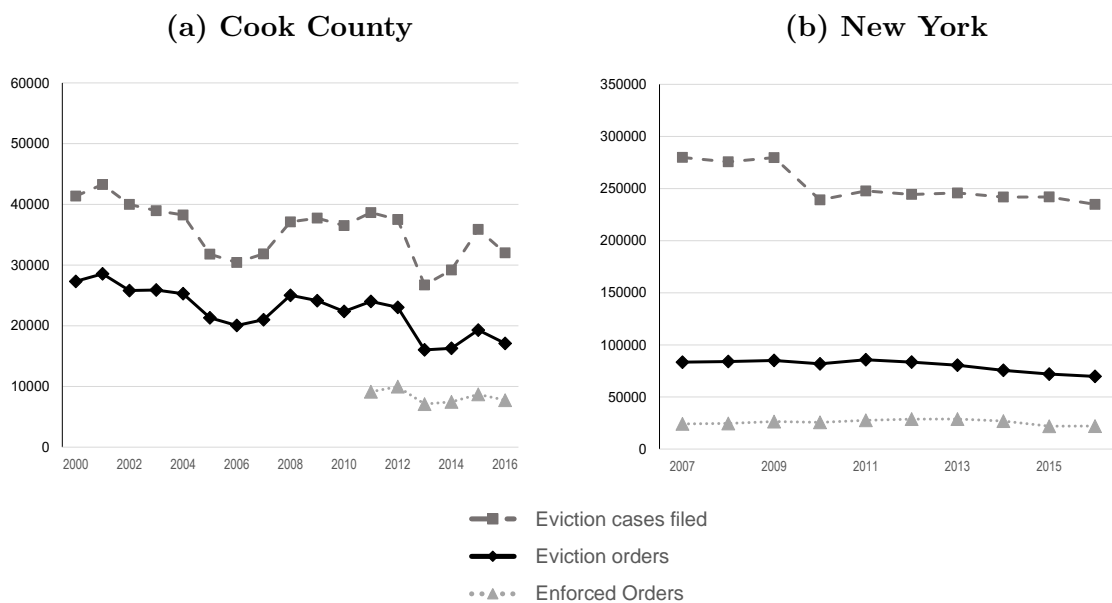 (a) Cook County
60000
50000
40000
30000
20000
10000
0
2000 2002 2004 2006 2008 2010 2012 2014 2016
(b) New York
350000
300000
250000
200000
150000
100000
50000
0
2007 2009 2011 2013 2015
Eviction cases filed
Eviction orders
Enforced Orders